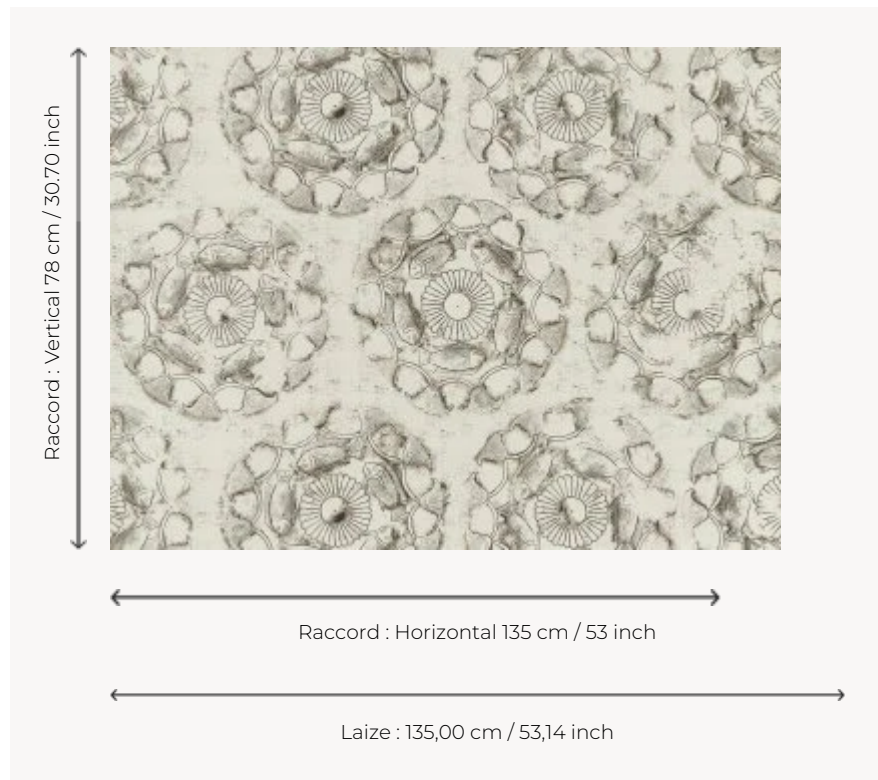 Raccord : Vertical 78 cm / 30.70 inch
Raccord : Horizontal 135 cm / 53 inch
Laize : 135,00 cm / 53,14 inch